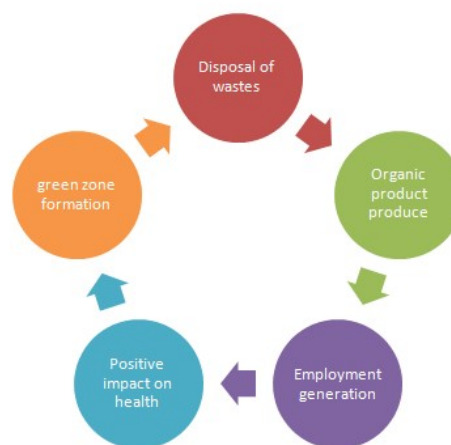 Disposal of
wastes
Organic
product
produce
Employment
generation
Positive
impact on
health
green zone
formation